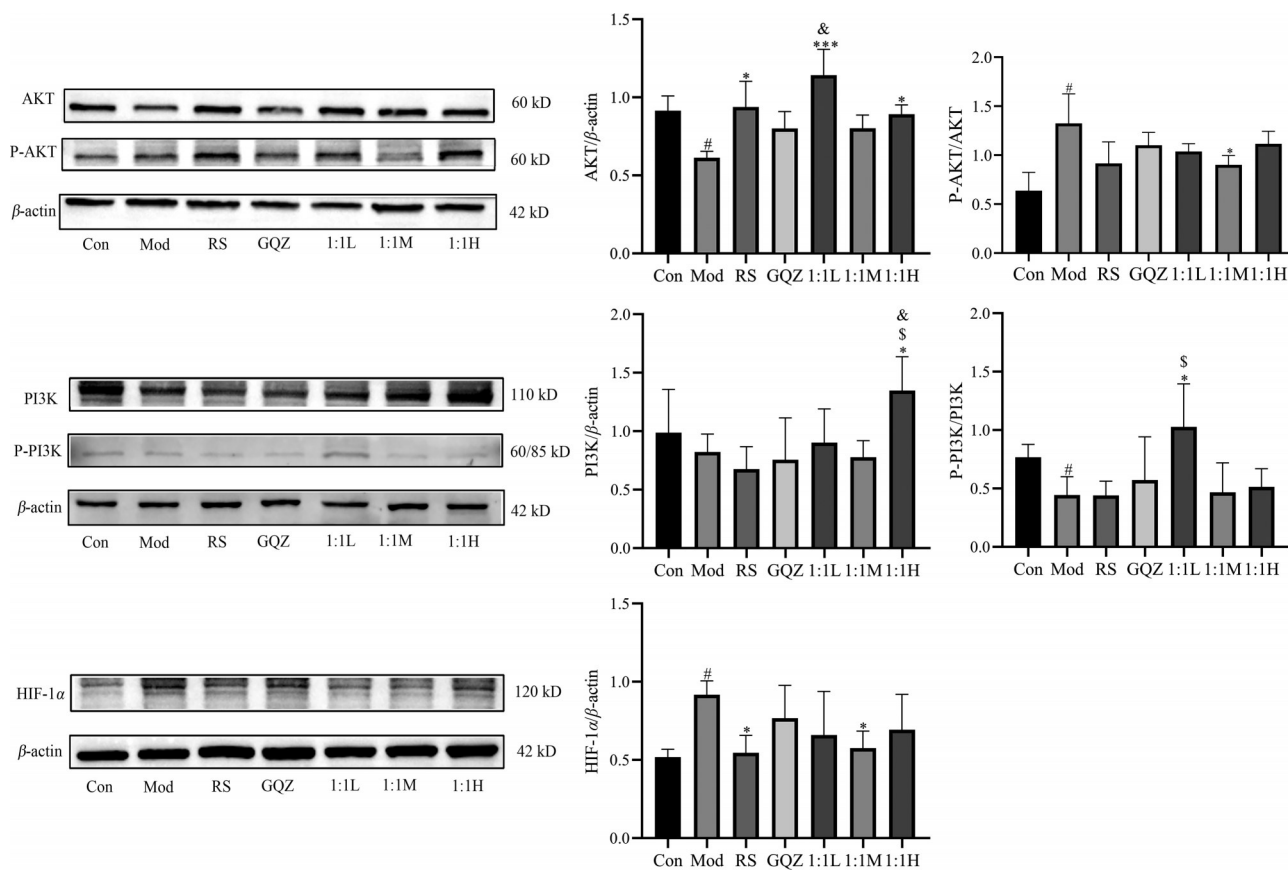 AKT
60 kD
P-AKT
60 kD
β-actin
42 kD
Con Mod RS GQZ 1:1L 1:1M 1:1H
AKT/β-actin
1.5
1.0
0.5
0.0
#
*
&
***
*
Con Mod RS GQZ 1:1L 1:1M 1:1H
P-AKT/AKT
2.0
1.5
1.0
0.5
0.0
#
*
Con Mod RS GQZ 1:1L 1:1M 1:1H
PI3K
110 kD
P-PI3K
60/85 kD
β-actin
42 kD
Con Mod RS GQZ 1:1L 1:1M 1:1H
PI3K/β-actin
2.0
1.5
1.0
0.5
0.0
&
$
*
Con Mod RS GQZ 1:1L 1:1M 1:1H
P-PI3K/PI3K
2.0
1.5
1.0
0.5
0.0
#
$
*
Con Mod RS GQZ 1:1L 1:1M 1:1H
HIF-1α
120 kD
β-actin
42 kD
Con Mod RS GQZ 1:1L 1:1M 1:1H
HIF-1α/β-actin
1.5
1.0
0.5
0.0
#
*
*
Con Mod RS GQZ 1:1L 1:1M 1:1H